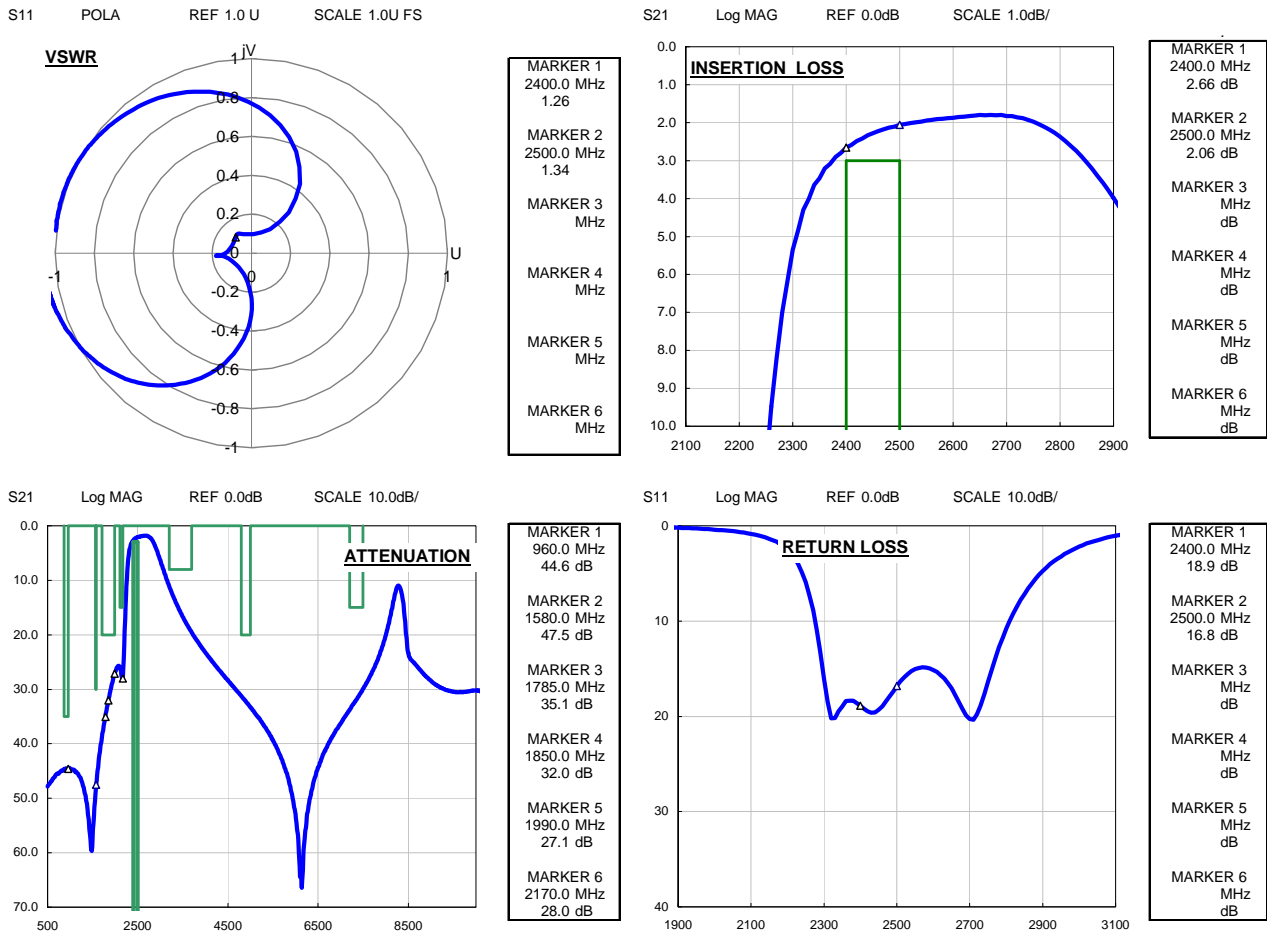 S11 POLA REF 1.0 U SCALE 1.0U FS
VSWR
jV
1
0.8
0.6
0.4
0.2
0
-0.2
-0.4
-0.6
-0.8
-1
-1
0
1
U
MARKER 1
2400.0 MHz
1.26
MARKER 2
2500.0 MHz
1.34
MARKER 3
MHz
MARKER 4
MHz
MARKER 5
MHz
MARKER 6
MHz
S21 Log MAG REF 0.0dB SCALE 1.0dB/
INSERTION LOSS
0.0
1.0
2.0
3.0
4.0
5.0
6.0
7.0
8.0
9.0
10.0
2100 2200 2300 2400 2500 2600 2700 2800 2900
MARKER 1
2400.0 MHz
2.66 dB
MARKER 2
2500.0 MHz
2.06 dB
MARKER 3
MHz
dB
MARKER 4
MHz
dB
MARKER 5
MHz
dB
MARKER 6
MHz
dB
S21 Log MAG REF 0.0dB SCALE 10.0dB/
ATTENUATION
0.0
10.0
20.0
30.0
40.0
50.0
60.0
70.0
500 2500 4500 6500 8500
MARKER 1
960.0 MHz
44.6 dB
MARKER 2
1580.0 MHz
47.5 dB
MARKER 3
1785.0 MHz
35.1 dB
MARKER 4
1850.0 MHz
32.0 dB
MARKER 5
1990.0 MHz
27.1 dB
MARKER 6
2170.0 MHz
28.0 dB
S11 Log MAG REF 0.0dB SCALE 10.0dB/
RETURN LOSS
0
10
20
30
40
1900 2100 2300 2500 2700 2900 3100
MARKER 1
2400.0 MHz
18.9 dB
MARKER 2
2500.0 MHz
16.8 dB
MARKER 3
MHz
dB
MARKER 4
MHz
dB
MARKER 5
MHz
dB
MARKER 6
MHz
dB